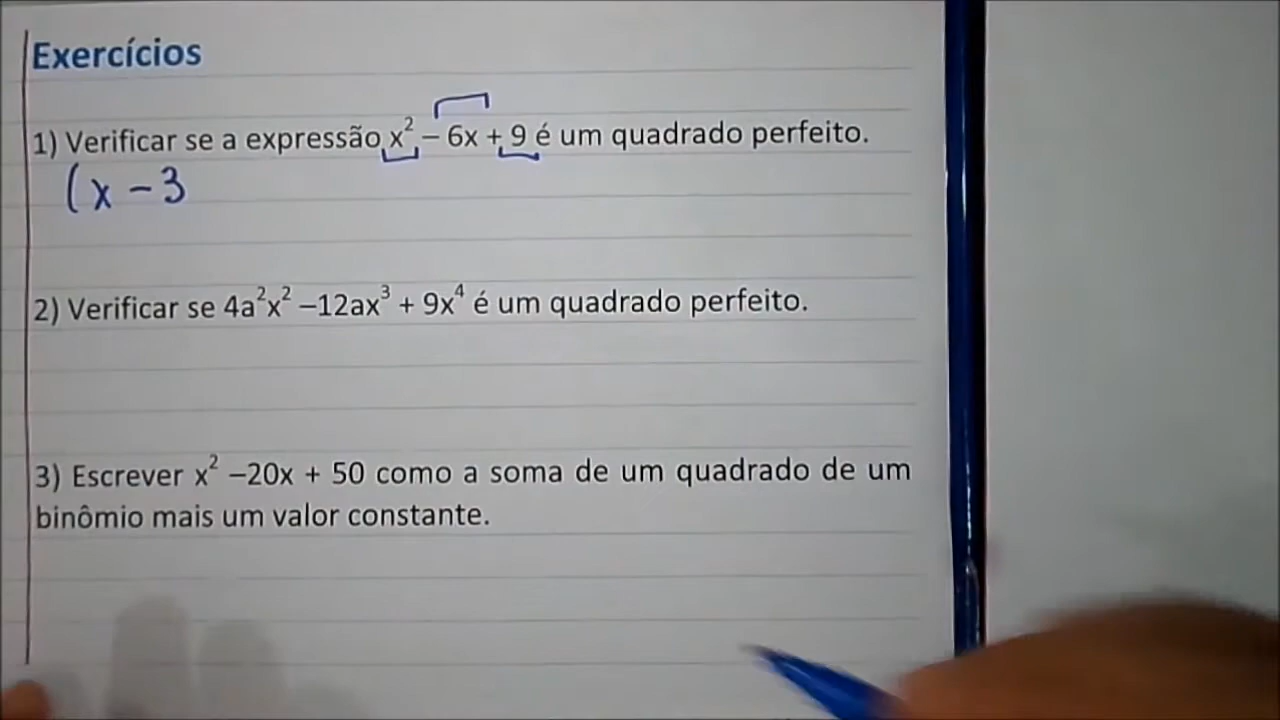 Exercícios
1) Verificar se a expressão x² – 6x + 9 é um quadrado perfeito.
(x – 3
2) Verificar se 4a²x² –12ax³ + 9x⁴ é um quadrado perfeito.
3) Escrever x² –20x + 50 como a soma de um quadrado de um
binômio mais um valor constante.